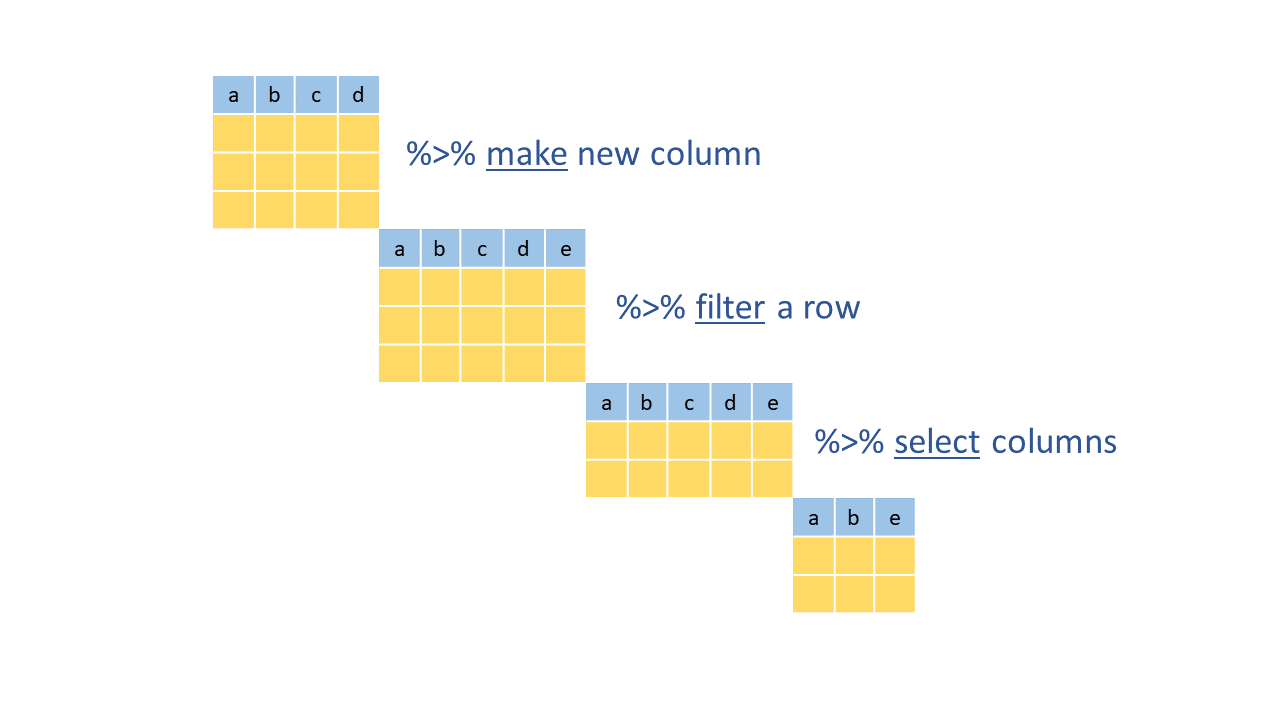 a b c d
%>% make new column
a b c d e
%>% filter a row
a b c d e
%>% select columns
a b e